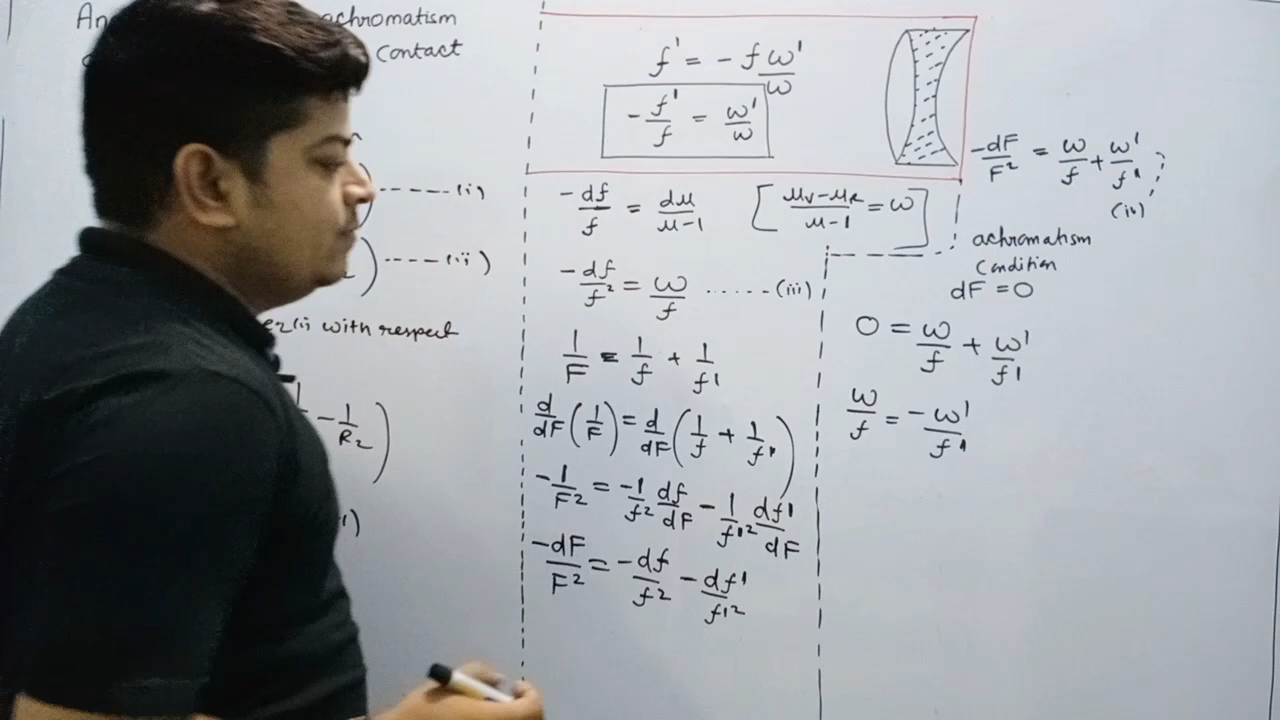 An achromatism
contact
-----(i)
-----(ii)
(i) with respect
- 1/R₂)
f' = - f ω'/ω
- f'/f = ω'/ω
- df/f = dμ/μ-1 [μv-μR/μ-1 = ω]
- df/f² = ω/f ......(iii)
1/F = 1/f + 1/f'
d/dF (1/F) = d/dF (1/f + 1/f')
- 1/F² = -1/f² df/dF - 1/f'² df'/dF
-dF/F² = -df/f² - df'/f'²
-dF/F² = ω/f + ω'/f'
(iv)
achromatism
Condition
dF = 0
0 = ω/f + ω'/f'
ω/f = -ω'/f'